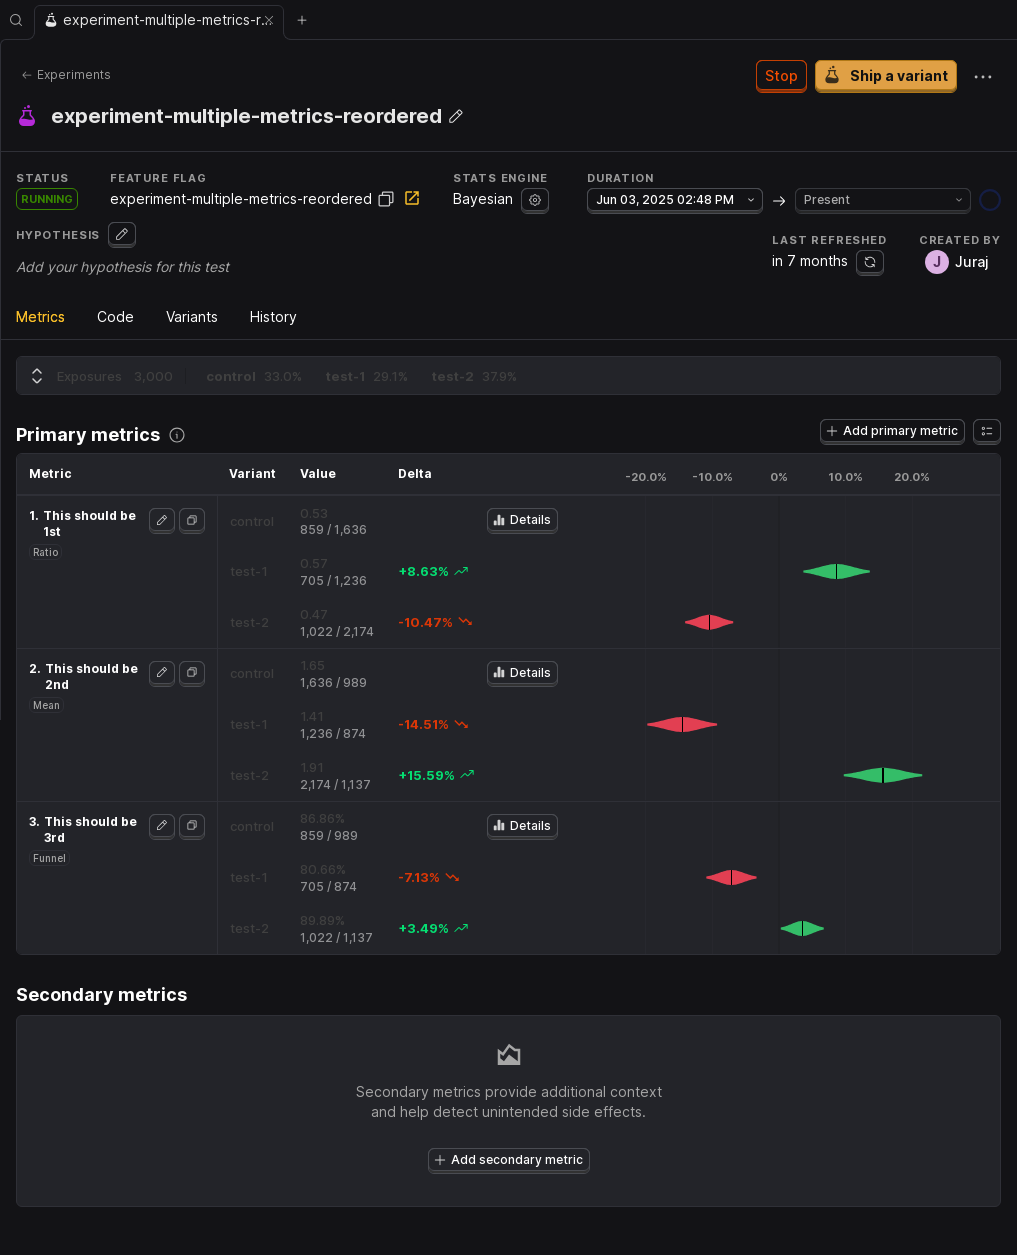 experiment-multiple-metrics-r...
Experiments
Stop
Ship a variant
experiment-multiple-metrics-reordered
STATUS
FEATURE FLAG
STATS ENGINE
DURATION
RUNNING
experiment-multiple-metrics-reordered
Bayesian
Jun 03, 2025 02:48 PM
Present
HYPOTHESIS
LAST REFRESHED
CREATED BY
in 7 months
J Juraj
Add your hypothesis for this test
Metrics
Code
Variants
History
Exposures 3,000 control 33.0% test-1 29.1% test-2 37.9%
Primary metrics
Add primary metric
Metric Variant Value Delta -20.0% -10.0% 0% 10.0% 20.0%
1. This should be
1st
Ratio
control 0.53
859 / 1,636
Details
test-1 0.57
705 / 1,236
+8.63%
test-2 0.47
1,022 / 2,174
-10.47%
2. This should be
2nd
Mean
control 1.65
1,636 / 989
Details
test-1 1.41
1,236 / 874
-14.51%
test-2 1.91
2,174 / 1,137
+15.59%
3. This should be
3rd
Funnel
control 86.86%
859 / 989
Details
test-1 80.66%
705 / 874
-7.13%
test-2 89.89%
1,022 / 1,137
+3.49%
Secondary metrics
Secondary metrics provide additional context
and help detect unintended side effects.
Add secondary metric